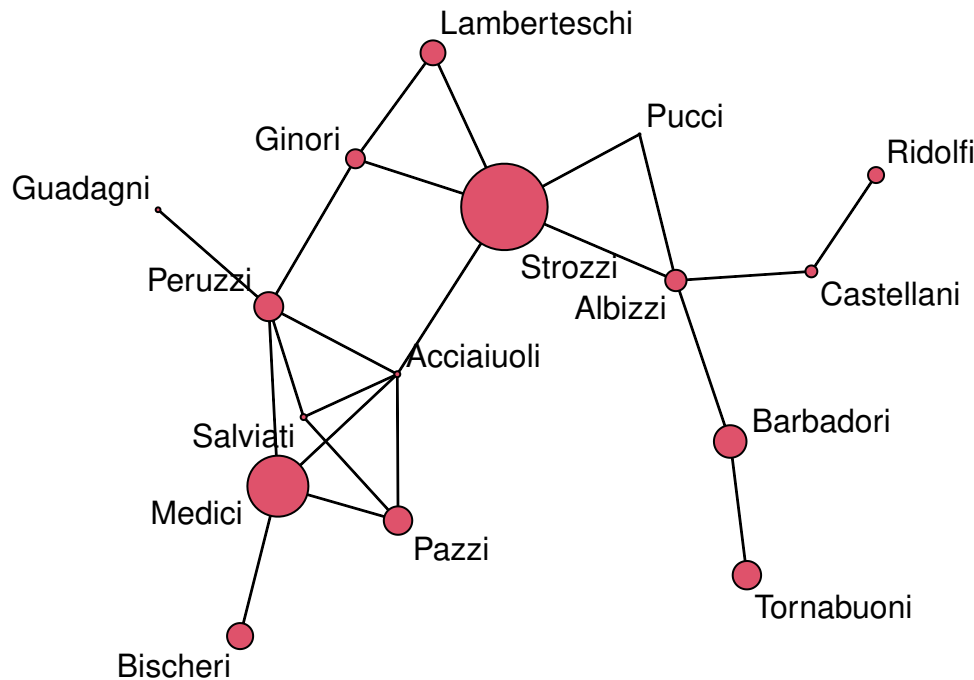 Lamberteschi
Pucci
Ginori
Ridolfi
Guadagni
Strozzi
Peruzzi
Castellani
Albizzi
Acciaiuoli
Barbadori
Salviati
Medici
Pazzi
Tornabuoni
Bischeri